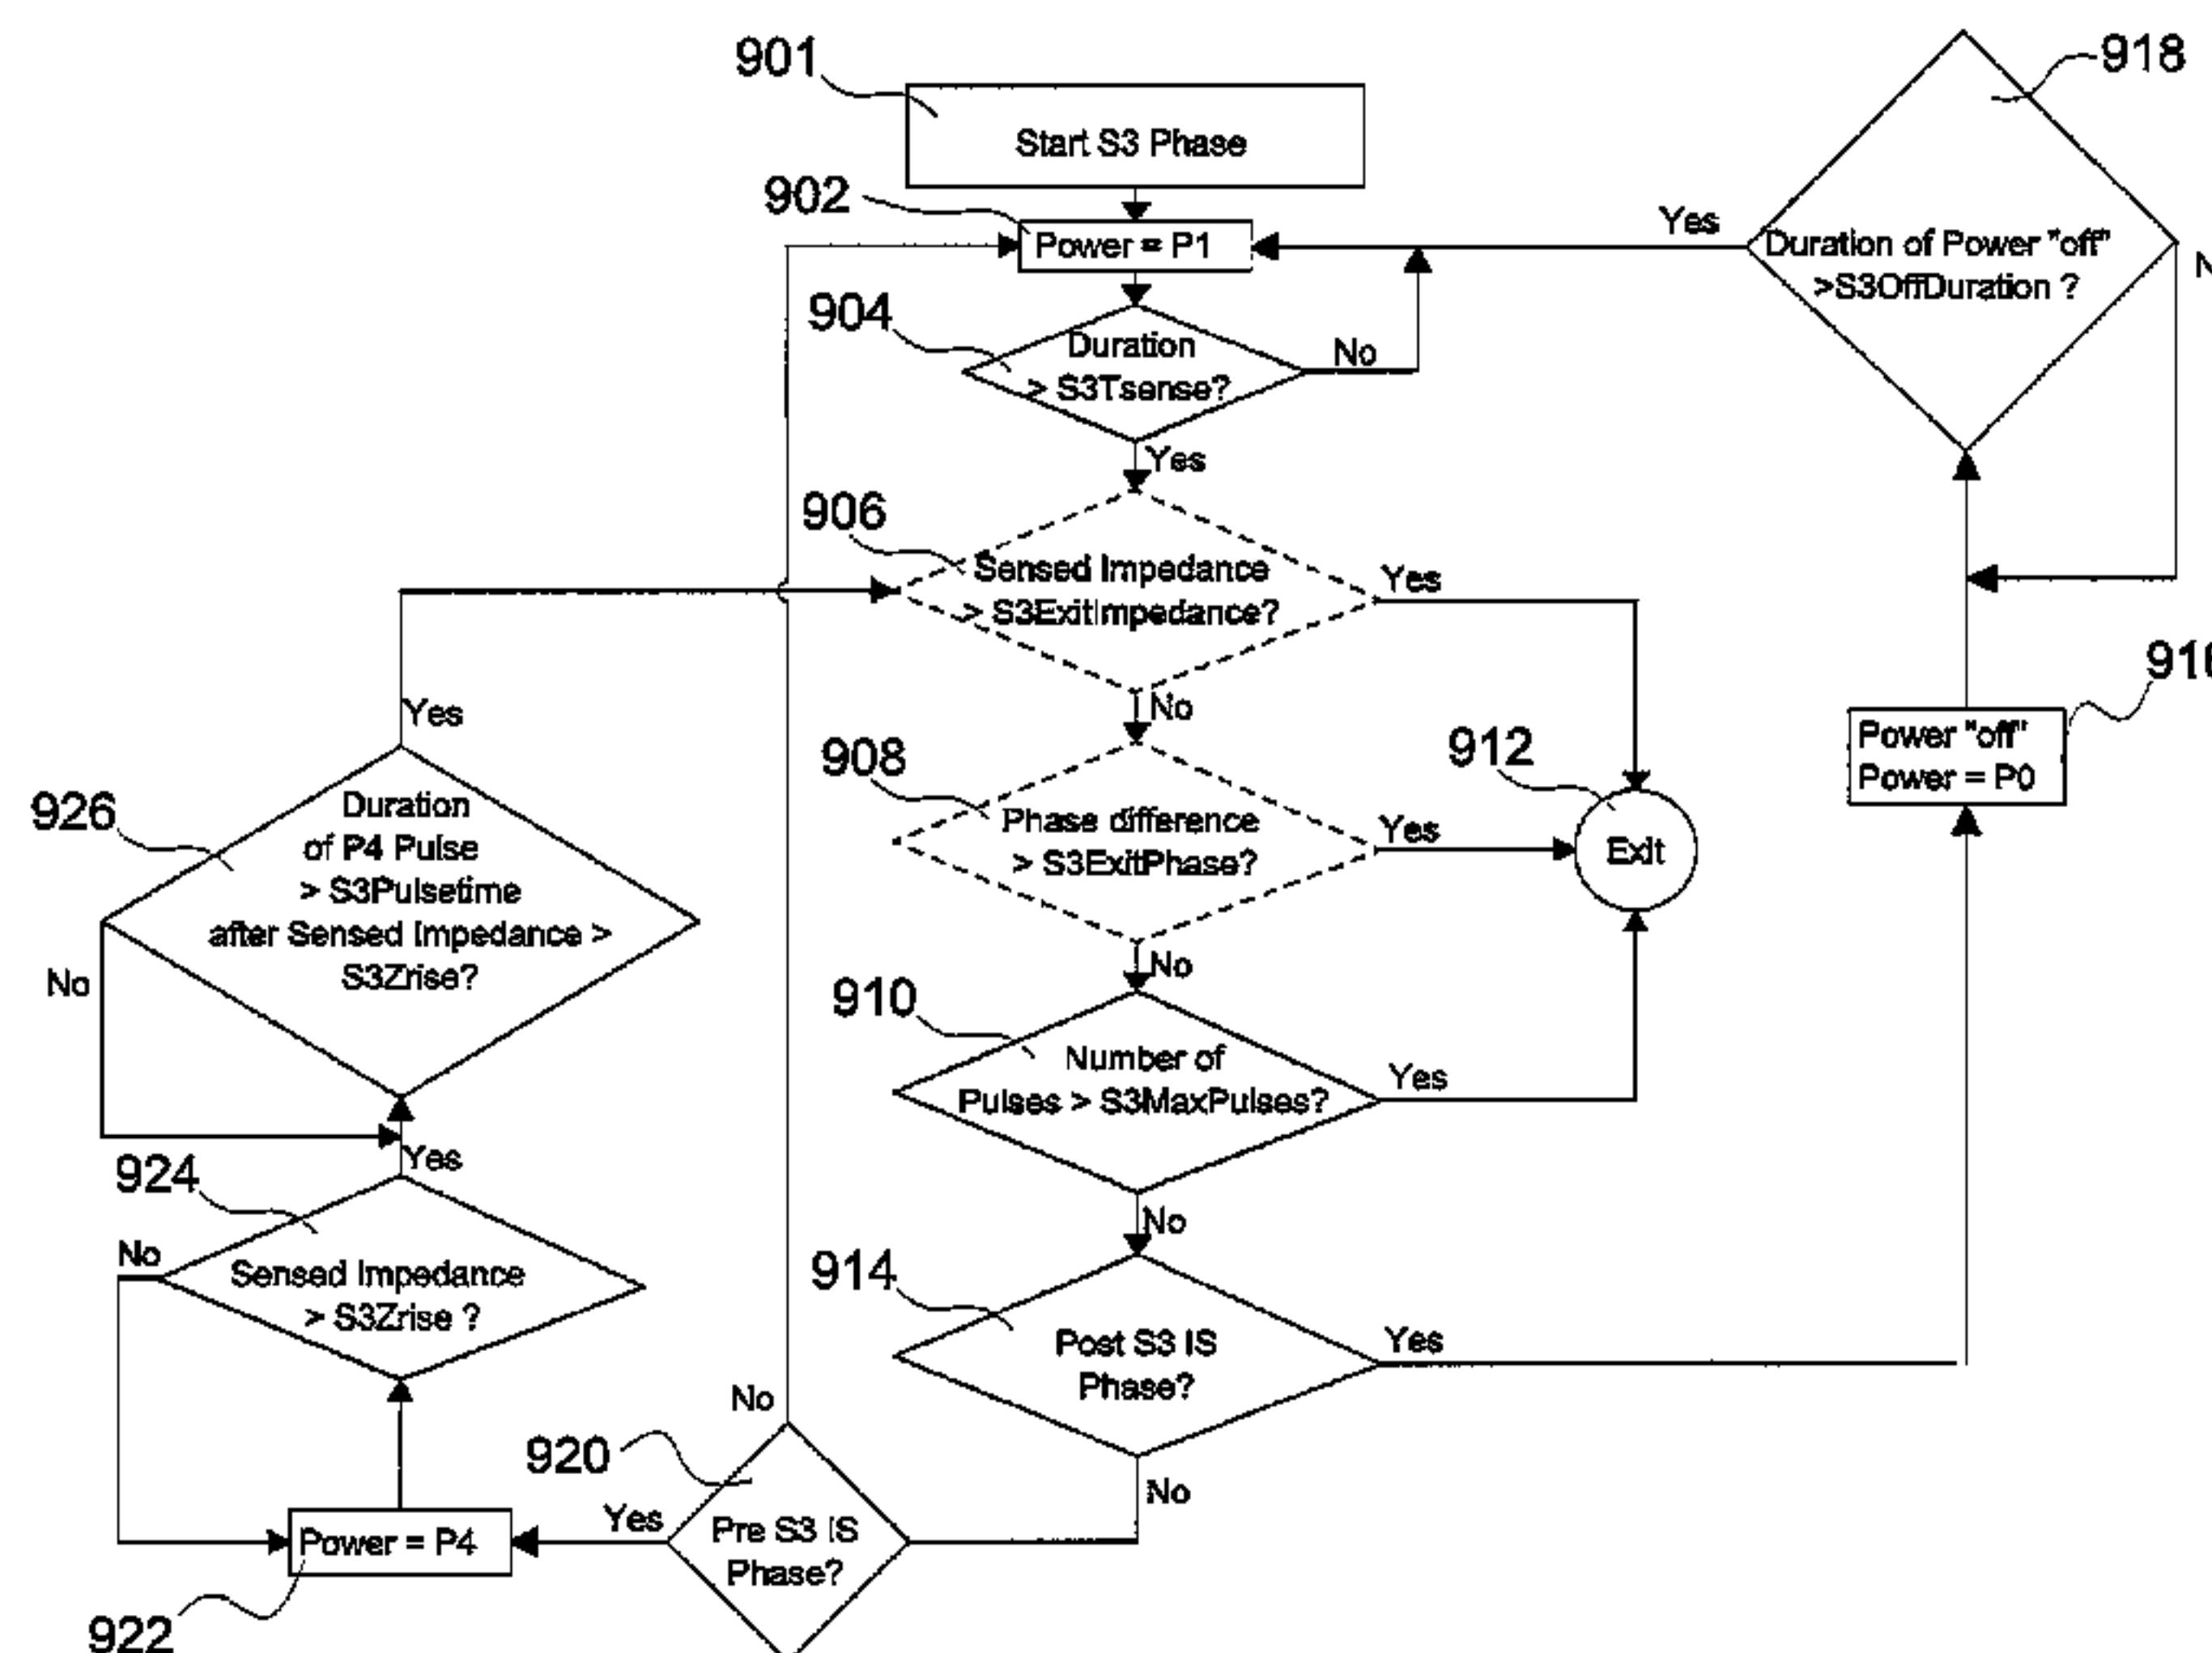 901
Start S3 Phase
902
Power = P1
904
Duration
> S3Tsense?
No
Yes
918
Duration of Power "off"
>S3OffDuration ?
Yes
906
Sensed Impedance
> S3ExitImpedance?
Yes
No
908
Phase difference
> S3ExitPhase?
Yes
No
912
Exit
Power "off"
Power = P0
910
Number of
Pulses > S3MaxPulses?
Yes
No
914
Post S3 IS
Phase?
Yes
No
920
Pre S3 IS
Phase?
No
Yes
922
Power = P4
924
Sensed Impedance
> S3Zrise ?
No
Yes
926
Duration
of P4 Pulse
> S3Pulsetime
after Sensed Impedance >
S3Zrise?
No
Yes